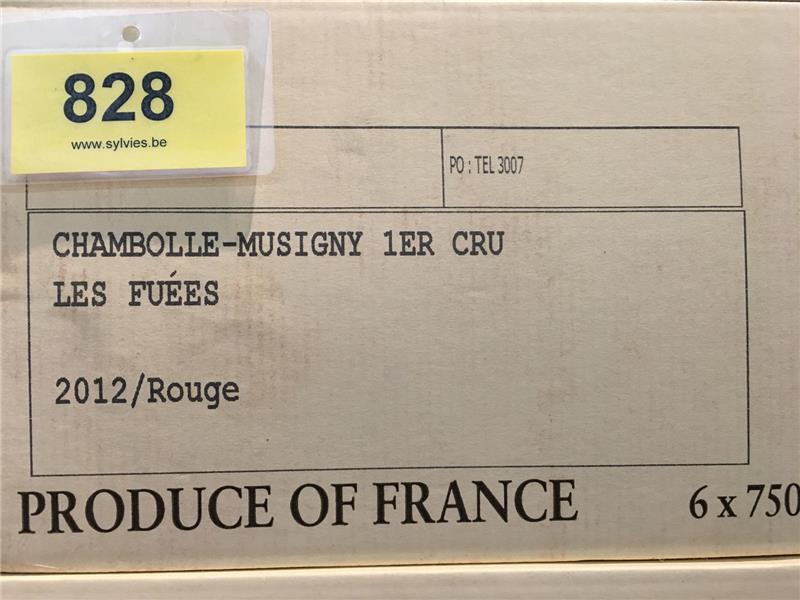 828
www.sylvies.be
PO : TEL 3007
CHAMBOLLE-MUSIGNY 1ER CRU
LES FUÉES
2012/Rouge
PRODUCE OF FRANCE
6 x 750